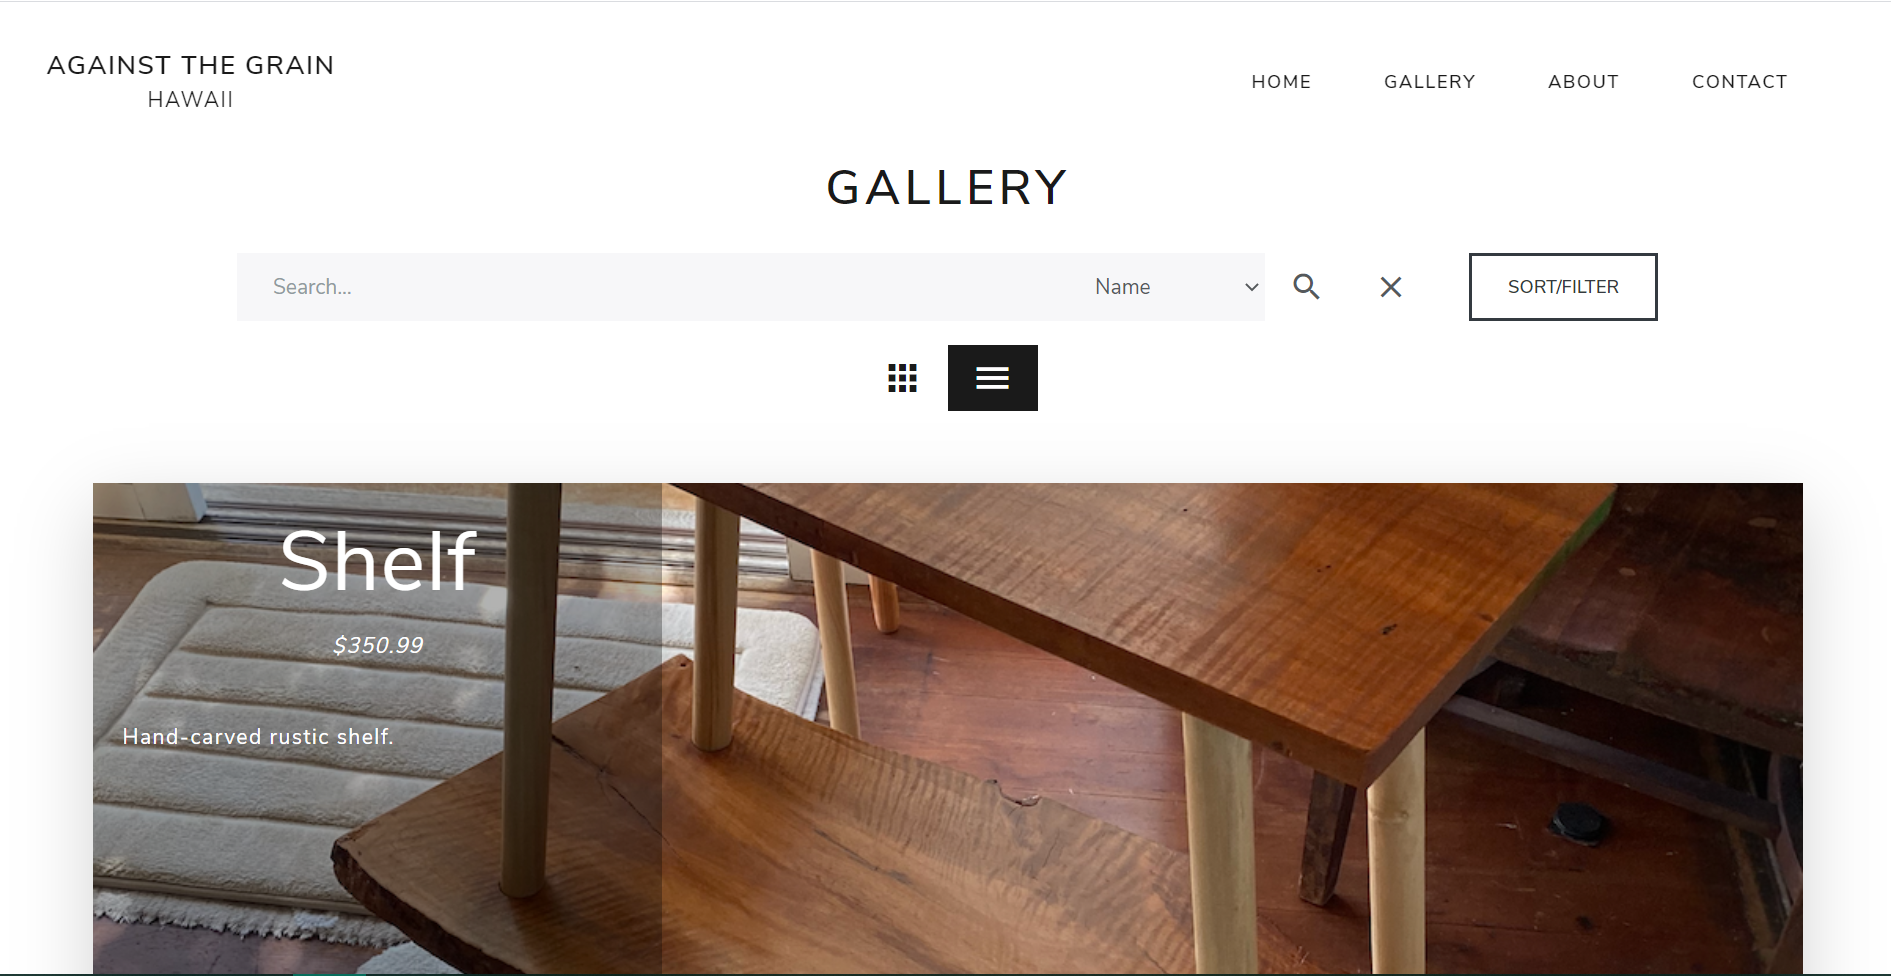 AGAINST THE GRAIN
HAWAII
HOME GALLERY ABOUT CONTACT
GALLERY
Search... Name
SORT/FILTER
Shelf
$350.99
Hand-carved rustic shelf.